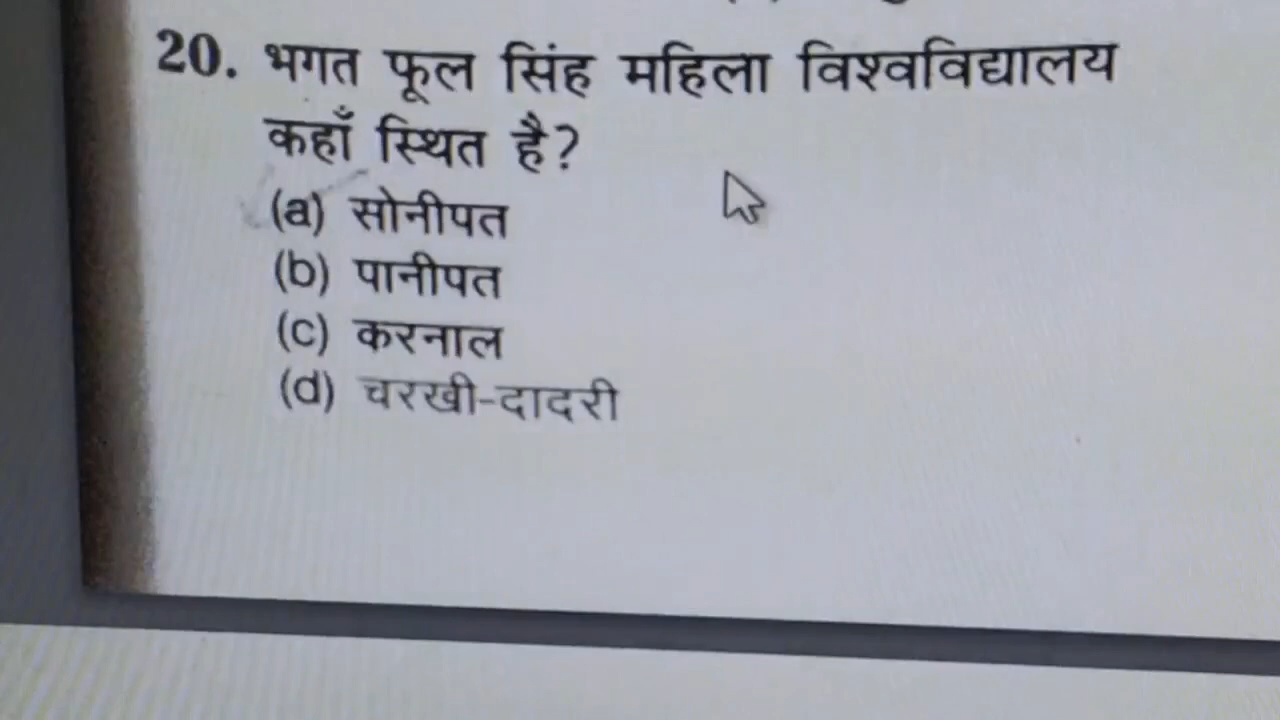 20. भगत फूल सिंह महिला विश्वविद्यालय
कहाँ स्थित है?
(a) सोनीपत
(b) पानीपत
(c) करनाल
(d) चरखी-दादरी